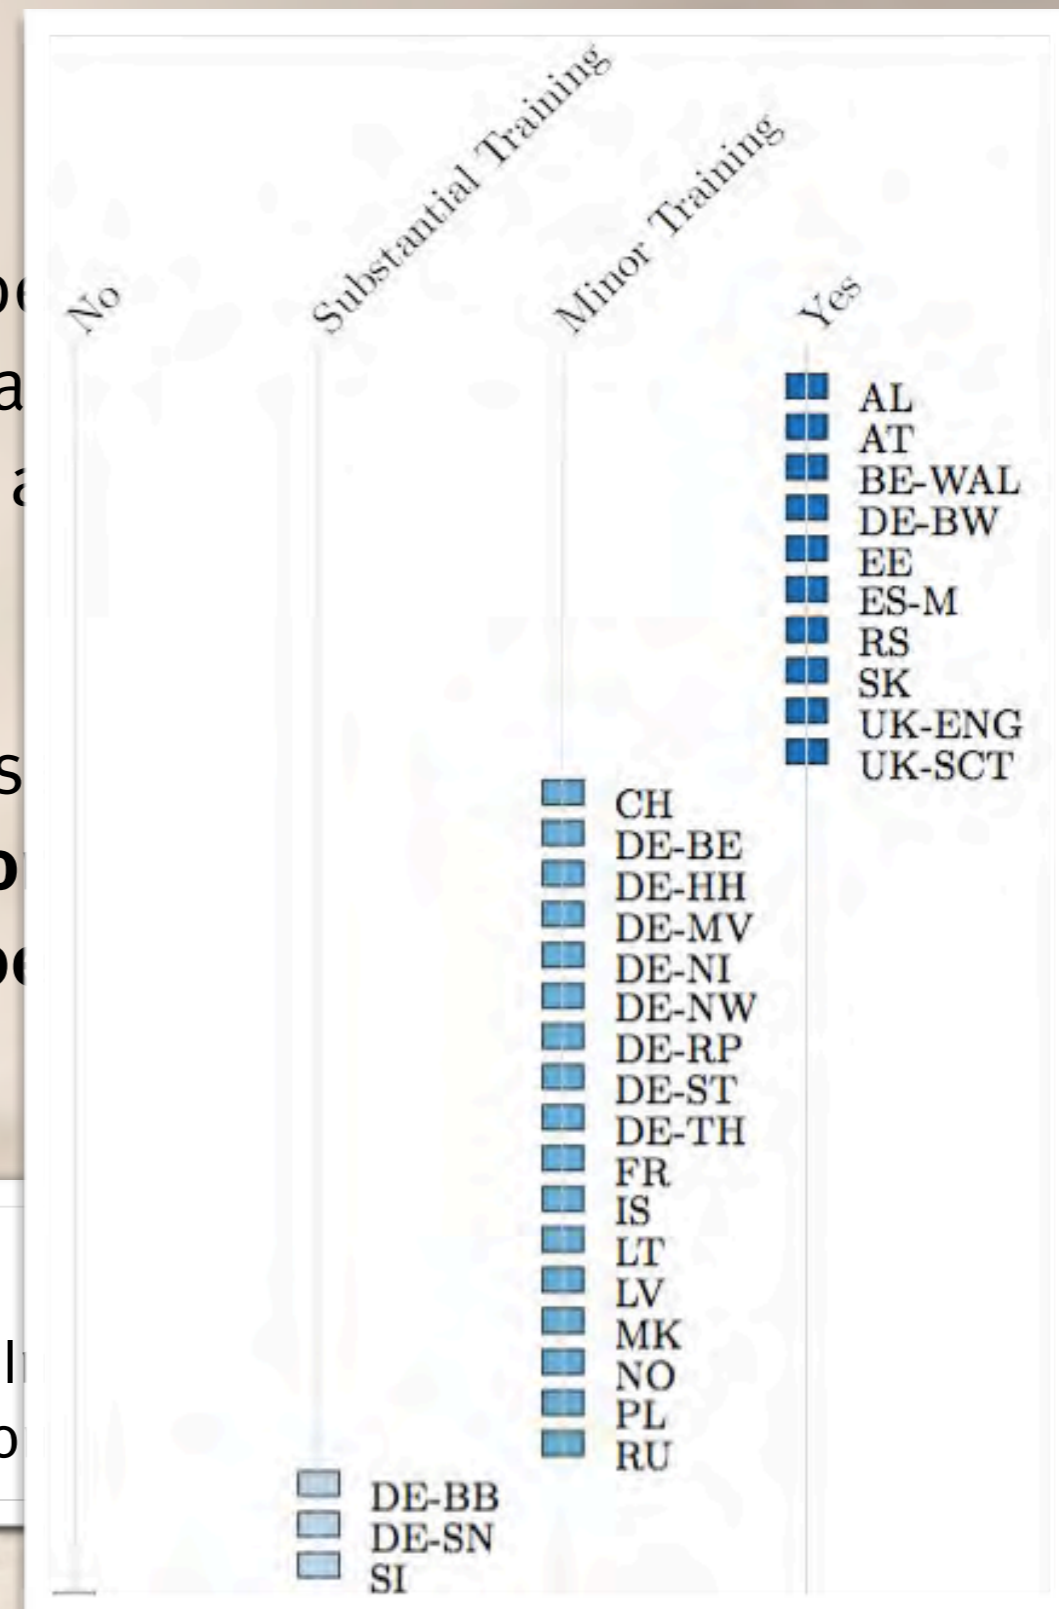 No
Substantial Training
Minor Training
Yes
AL
AT
BE-WAL
DE-BW
EE
ES-M
RS
SK
UK-ENG
UK-SCT
CH
DE-BE
DE-HH
DE-MV
DE-NI
DE-NW
DE-RP
DE-ST
DE-TH
FR
IS
LT
LV
MK
NO
PL
RU
DE-BB
DE-SN
SI